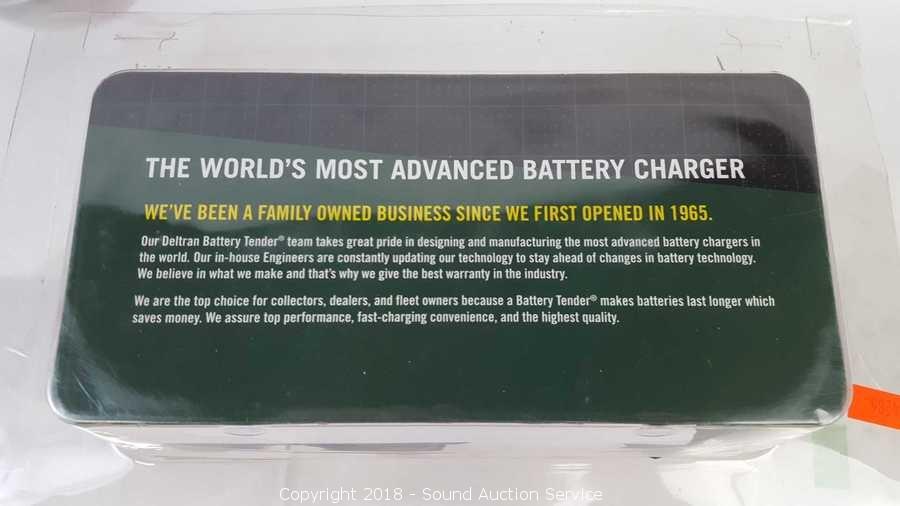 THE WORLD'S MOST ADVANCED BATTERY CHARGER
WE'VE BEEN A FAMILY OWNED BUSINESS SINCE WE FIRST OPENED IN 1965.
Our Deltran Battery Tender® team takes great pride in designing and manufacturing the most advanced battery chargers in
the world. Our in-house Engineers are constantly updating our technology to stay ahead of changes in battery technology.
We believe in what we make and that's why we give the best warranty in the industry.
We are the top choice for collectors, dealers, and fleet owners because a Battery Tender® makes batteries last longer which
saves money. We assure top performance, fast-charging convenience, and the highest quality.
Copyright 2018 - Sound Auction Service